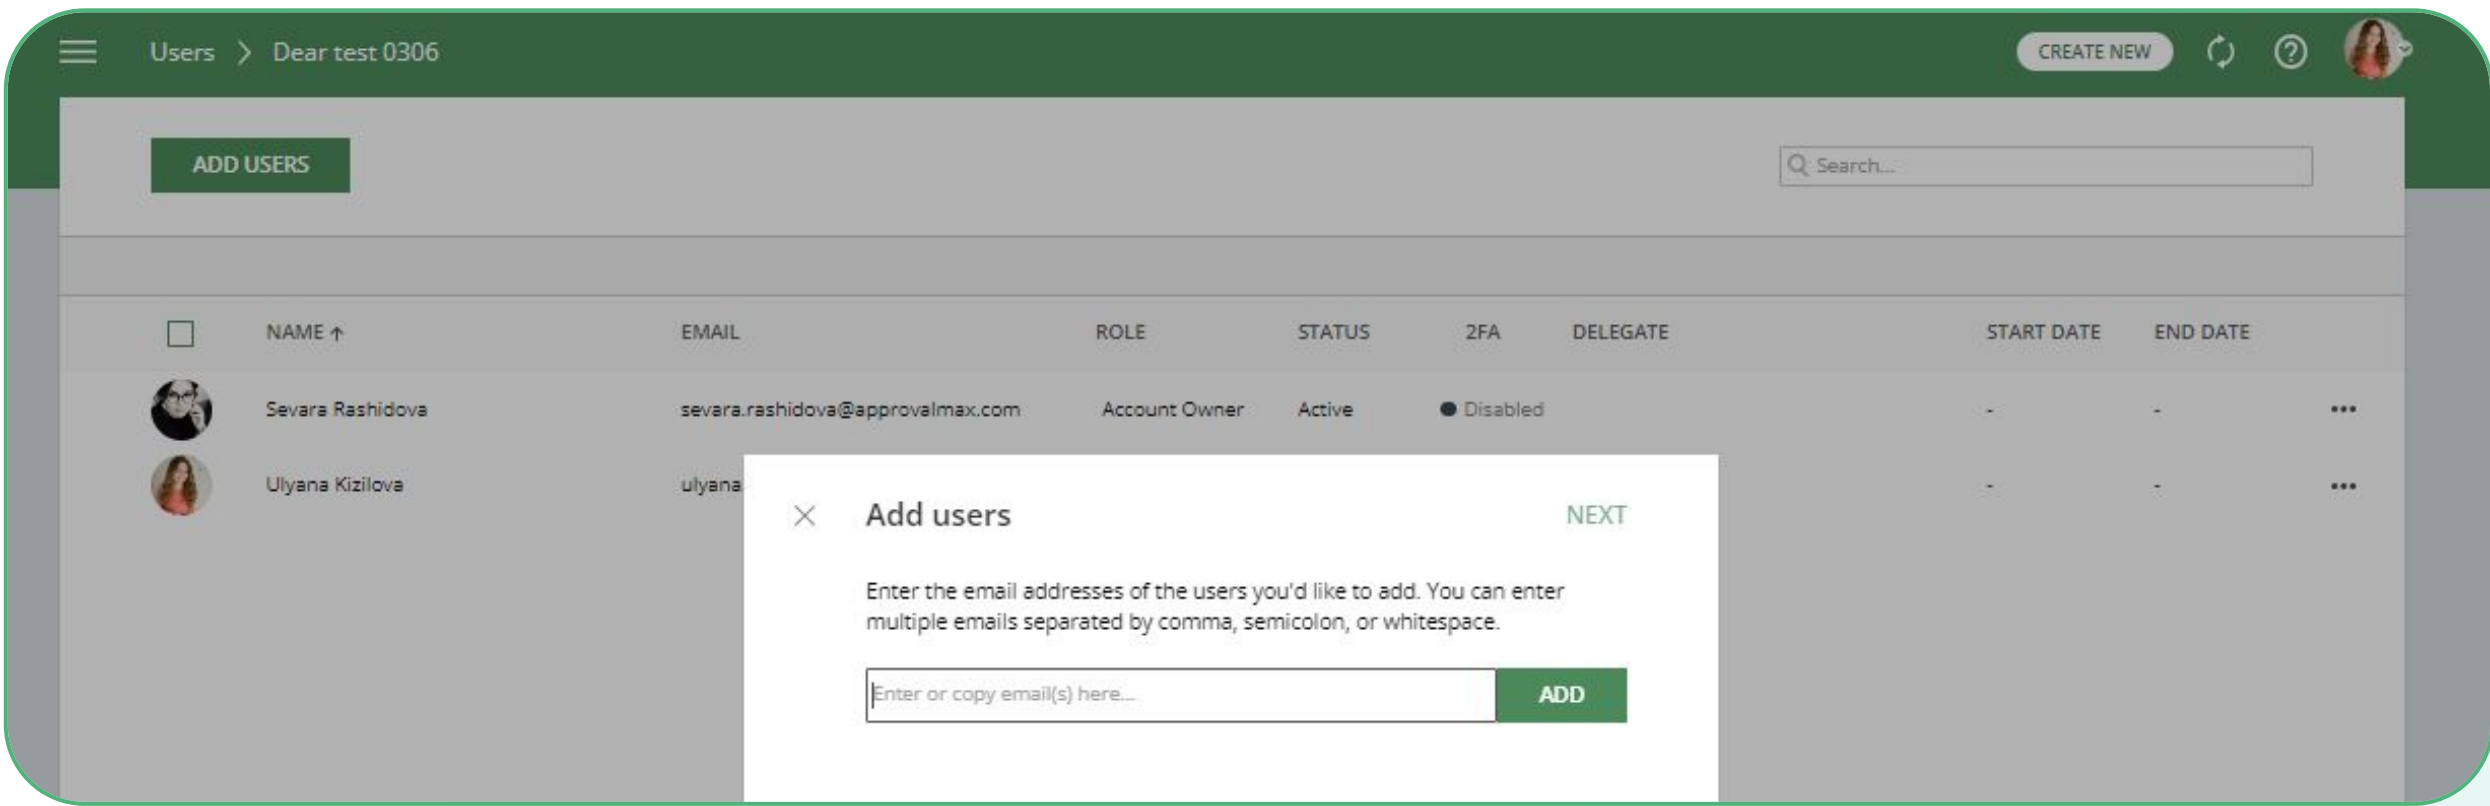 Users > Dear test 0306
CREATE NEW
ADD USERS
Search...
NAME ↑ EMAIL ROLE STATUS 2FA DELEGATE START DATE END DATE
Sevara Rashidova sevara.rashidova@approvalmax.com Account Owner Active Disabled - -
Ulyana Kizilova ulyana - -
Add users
NEXT
Enter the email addresses of the users you'd like to add. You can enter
multiple emails separated by comma, semicolon, or whitespace.
Enter or copy email(s) here...
ADD